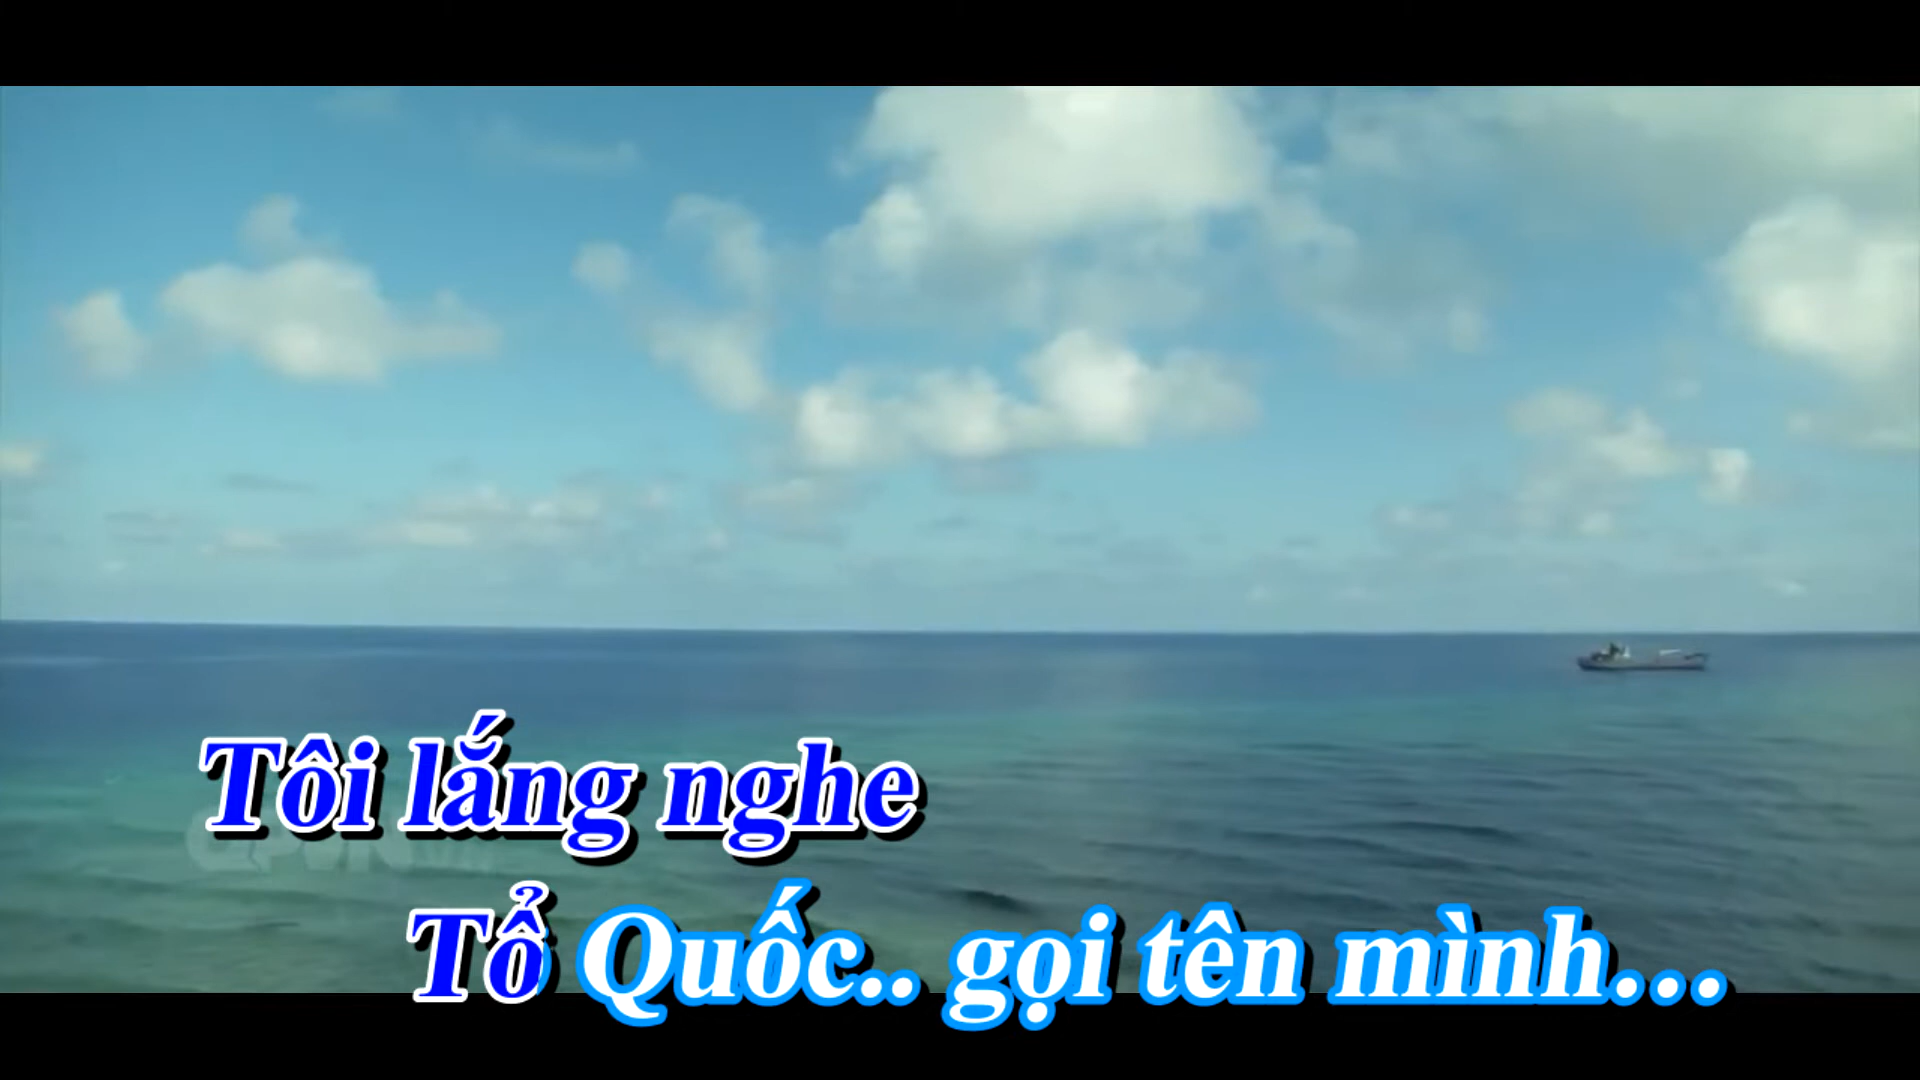 Tôi lắng nghe
Tổ Quốc.. gọi tên mình...